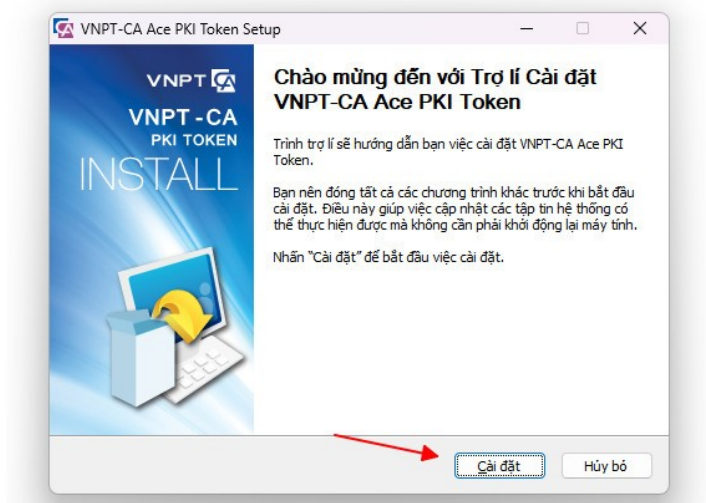 VNPT-CA Ace PKI Token Setup
VNPT
VNPT-CA
PKI TOKEN
INSTALL
Chào mừng đến với Trợ lí Cài đặt
VNPT-CA Ace PKI Token
Trình trợ lí sẽ hướng dẫn bạn việc cài đặt VNPT-CA Ace PKI
Token.
Bạn nên đóng tất cả các chương trình khác trước khi bắt đầu
cài đặt. Điều này giúp việc cập nhật các tập tin hệ thống có
thể thực hiện được mà không cần phải khởi động lại máy tính.
Nhấn "Cài đặt" để bắt đầu việc cài đặt.
Cài đặt
Hủy bỏ